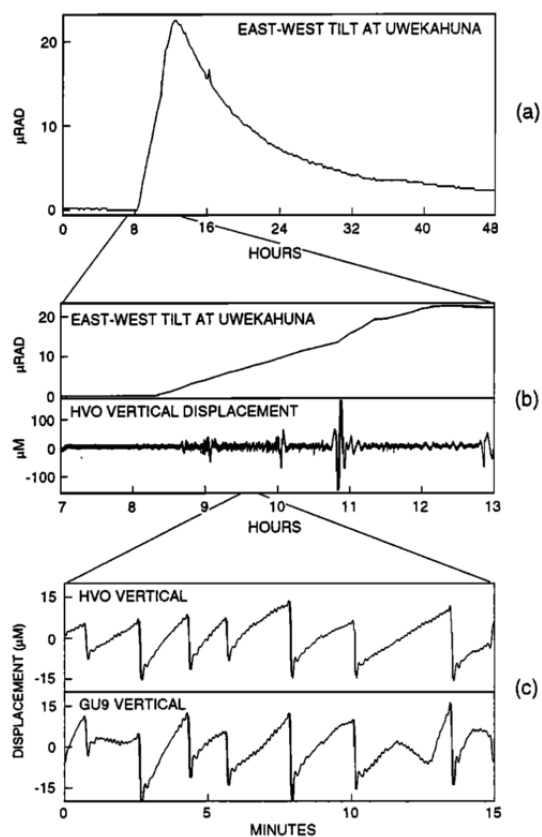 EAST-WEST TILT AT UWEKAHUNA
20
10
0
µRAD
(a)
0 8 16 24 32 40 48
HOURS
EAST-WEST TILT AT UWEKAHUNA
20
10
0
µRAD
(b)
HVO VERTICAL DISPLACEMENT
100
0
-100
µM
7 8 9 10 11 12 13
HOURS
HVO VERTICAL
15
0
-15
DISPLACEMENT (µM)
(c)
GU9 VERTICAL
15
0
-15
0 5 10 15
MINUTES